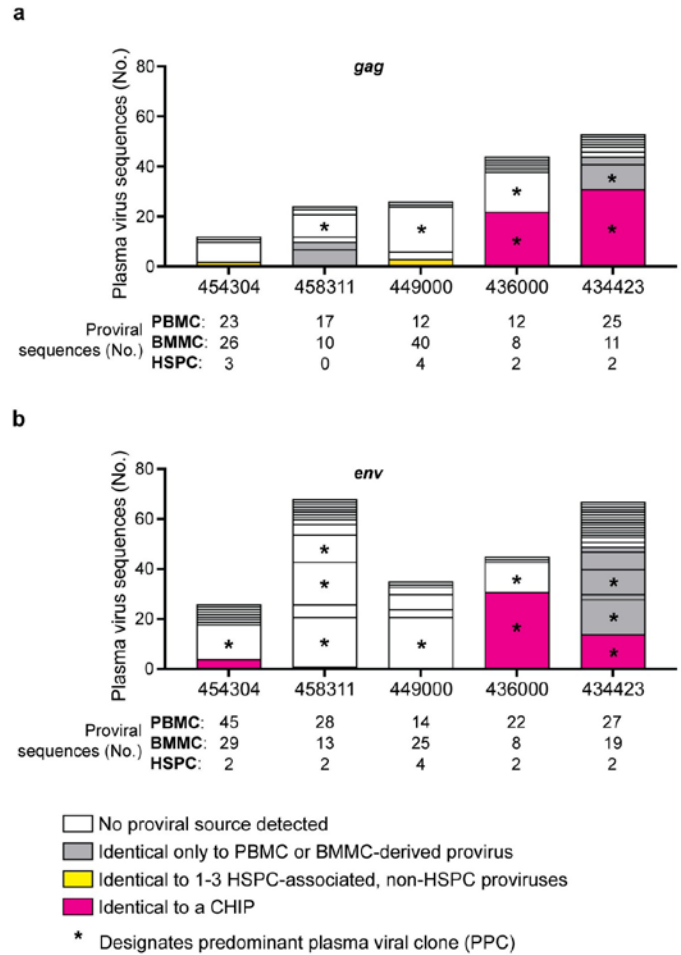 a
gag
Plasma virus sequences (No.)
80
60
40
20
0
* * * * * *
454304 458311 449000 436000 434423
Proviral sequences (No.)
PBMC: 23 17 12 12 25
BMMC: 26 10 40 8 11
HSPC: 3 0 4 2 2
b
env
Plasma virus sequences (No.)
80
60
40
20
0
* * * * * * * * * *
454304 458311 449000 436000 434423
Proviral sequences (No.)
PBMC: 45 28 14 22 27
BMMC: 29 13 25 8 19
HSPC: 2 2 4 2 2
No proviral source detected
Identical only to PBMC or BMMC-derived provirus
Identical to 1-3 HSPC-associated, non-HSPC proviruses
Identical to a CHIP
* Designates predominant plasma viral clone (PPC)